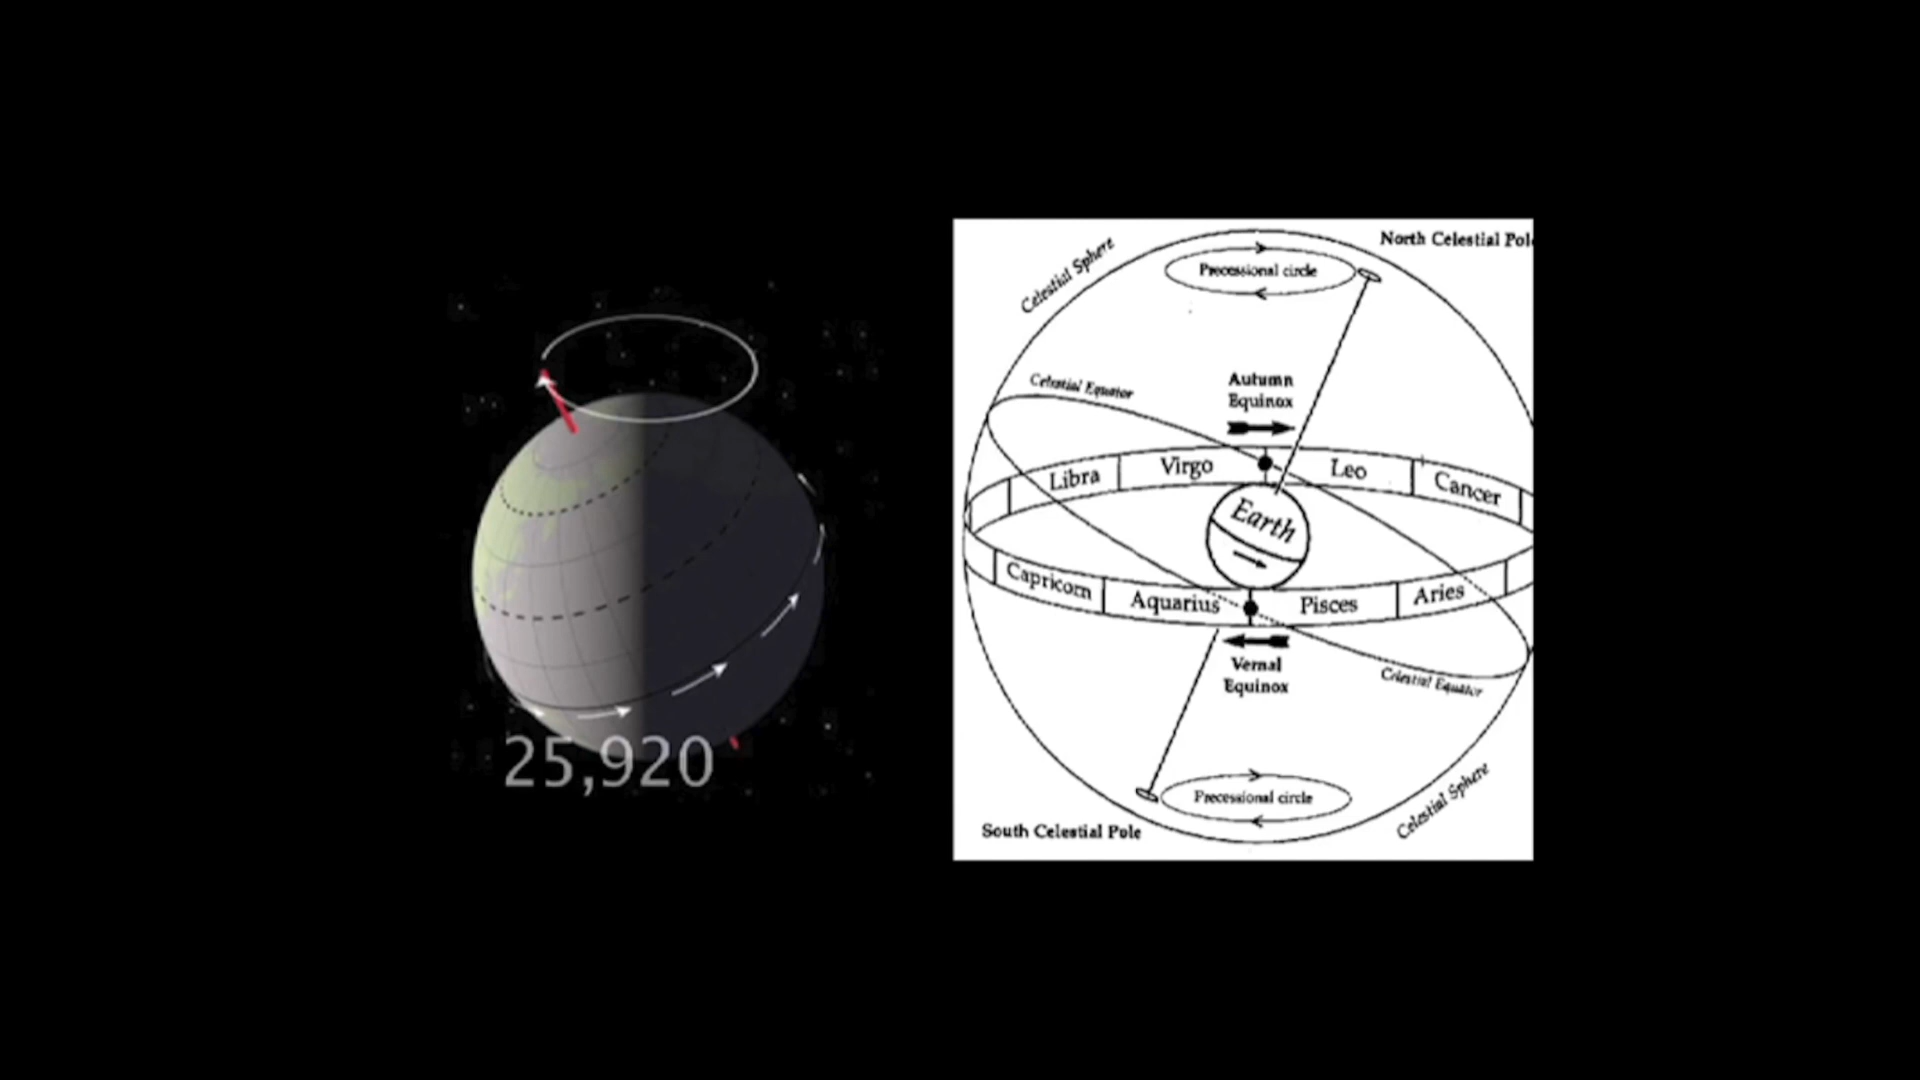 25,920
North Celestial Pole
Celestial Sphere
Precessional circle
Celestial Equator
Autumn
Equinox
Libra
Virgo
Leo
Cancer
Earth
Capricorn
Aquarius
Pisces
Aries
Vernal
Equinox
Celestial Equator
Celestial Sphere
Precessional circle
South Celestial Pole